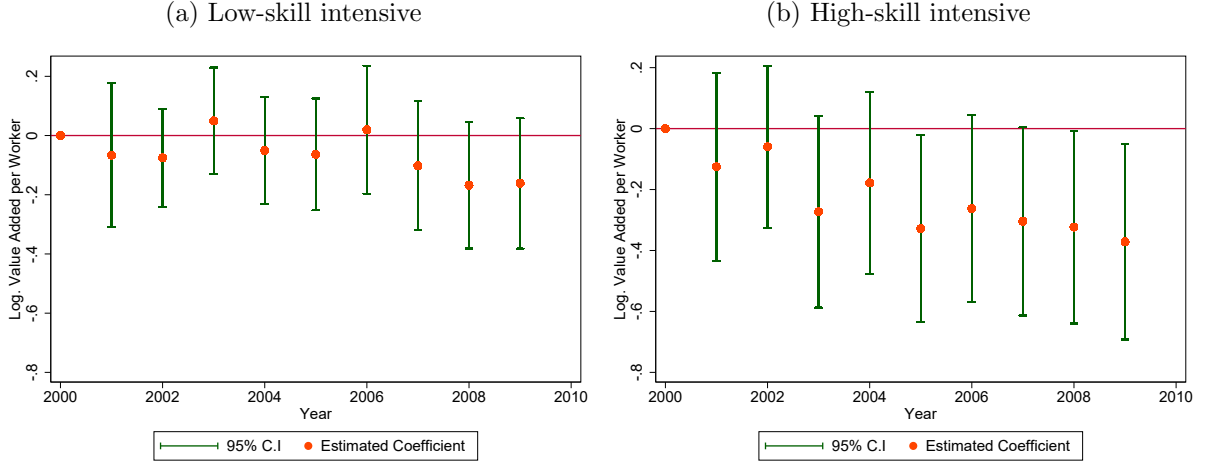 (a) Low-skill intensive
Log. Value Added per Worker
.2
0
-.2
-.4
-.6
-.8
2000 2002 2004 2006 2008 2010
Year
95% C.I Estimated Coefficient
(b) High-skill intensive
Log. Value Added per Worker
.2
0
-.2
-.4
-.6
-.8
2000 2002 2004 2006 2008 2010
Year
95% C.I Estimated Coefficient